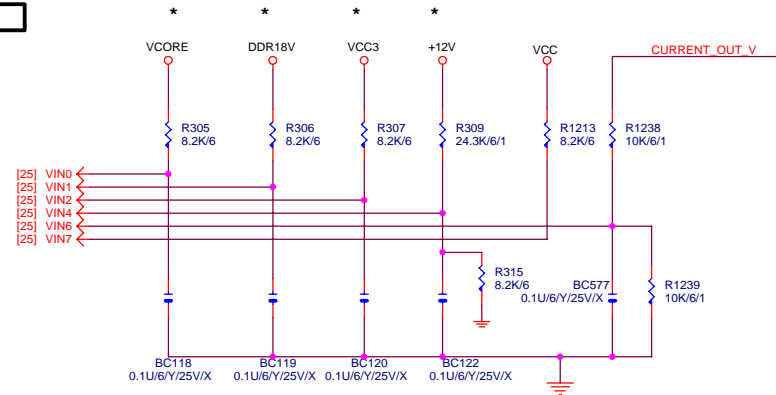 * * * *
VCORE DDR18V VCC3 +12V VCC CURRENT_OUT_V
R305 8.2K/6
R306 8.2K/6
R307 8.2K/6
R309 24.3K/6/1
R1213 8.2K/6
R1238 10K/6/1
[25] VIN0
[25] VIN1
[25] VIN2
[25] VIN4
[25] VIN6
[25] VIN7
R315 8.2K/6
BC577 0.1U/6/Y/25V/X
R1239 10K/6/1
BC118 0.1U/6/Y/25V/X
BC119 0.1U/6/Y/25V/X
BC120 0.1U/6/Y/25V/X
BC122 0.1U/6/Y/25V/X